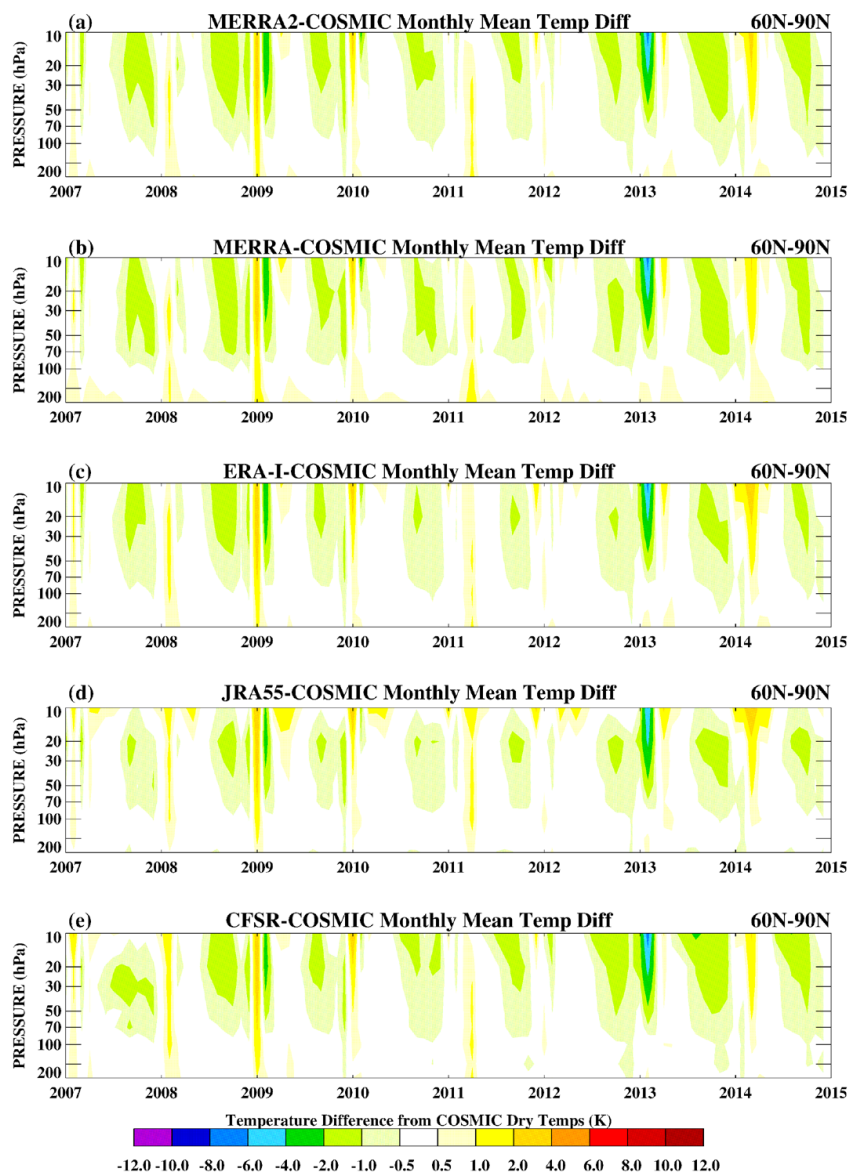 (a) MERRA2-COSMIC Monthly Mean Temp Diff 60N-90N
PRESSURE (hPa)
10
20
30
50
70
100
200
2007 2008 2009 2010 2011 2012 2013 2014 2015
(b) MERRA-COSMIC Monthly Mean Temp Diff 60N-90N
PRESSURE (hPa)
10
20
30
50
70
100
200
2007 2008 2009 2010 2011 2012 2013 2014 2015
(c) ERA-I-COSMIC Monthly Mean Temp Diff 60N-90N
PRESSURE (hPa)
10
20
30
50
70
100
200
2007 2008 2009 2010 2011 2012 2013 2014 2015
(d) JRA55-COSMIC Monthly Mean Temp Diff 60N-90N
PRESSURE (hPa)
10
20
30
50
70
100
200
2007 2008 2009 2010 2011 2012 2013 2014 2015
(e) CFSR-COSMIC Monthly Mean Temp Diff 60N-90N
PRESSURE (hPa)
10
20
30
50
70
100
200
2007 2008 2009 2010 2011 2012 2013 2014 2015
Temperature Difference from COSMIC Dry Temps (K)
-12.0 -10.0 -8.0 -6.0 -4.0 -2.0 -1.0 -0.5 0.5 1.0 2.0 4.0 6.0 8.0 10.0 12.0